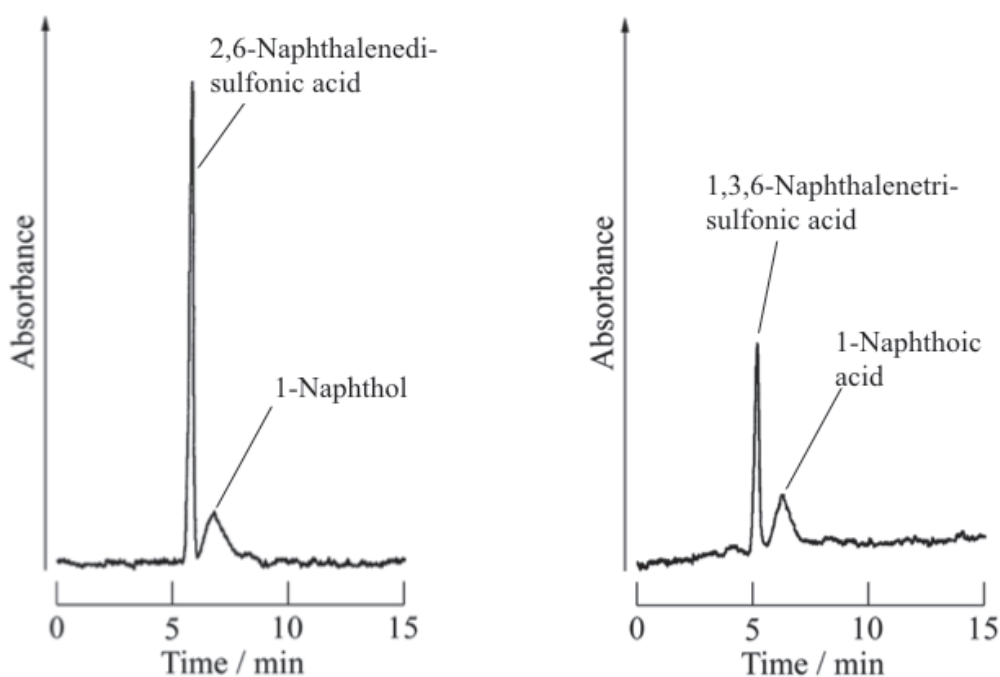 2,6-Naphthalenedi-
sulfonic acid
1-Naphthol
Absorbance
0 5 10 15
Time / min
1,3,6-Naphthalenetri-
sulfonic acid
1-Naphthoic
acid
Absorbance
0 5 10 15
Time / min